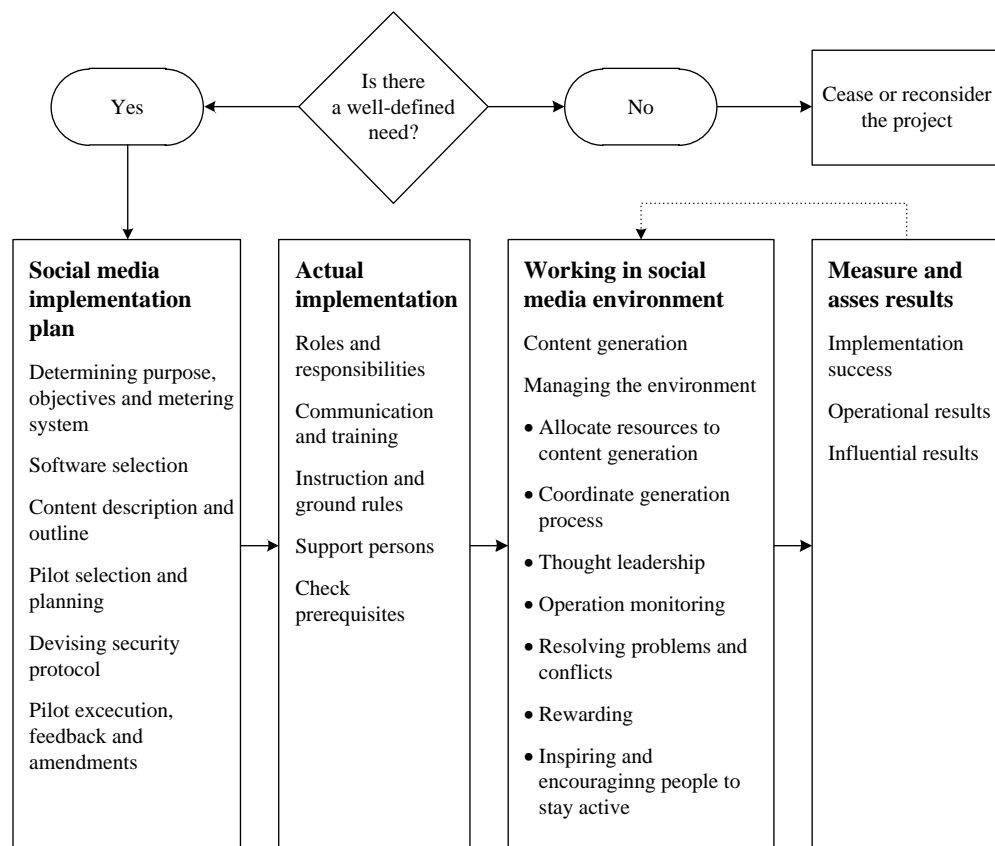 Is there
a well-defined
need?
Yes
No
Cease or reconsider
the project
Social media
implementation
plan
Determining purpose,
objectives and metering
system
Software selection
Content description and
outline
Pilot selection and
planning
Devising security
protocol
Pilot excecution,
feedback and
amendments
Actual
implementation
Roles and
responsibilities
Communication
and training
Instruction and
ground rules
Support persons
Check
prerequisites
Working in social
media environment
Content generation
Managing the environment
• Allocate resources to
content generation
• Coordinate generation
process
• Thought leadership
• Operation monitoring
• Resolving problems and
conflicts
• Rewarding
• Inspiring and
encouraginng people to
stay active
Measure and
asses results
Implementation
success
Operational results
Influential results